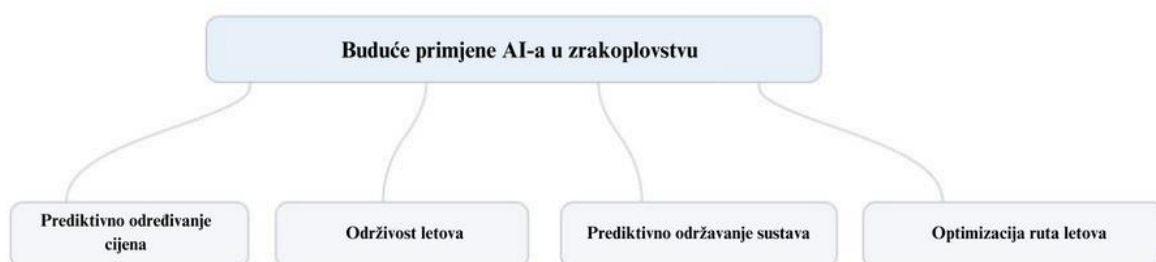 Buduće primjene AI-a u zrakoplovstvu
Prediktivno određivanje
cijena
Održivost letova
Prediktivno održavanje sustava
Optimizacija ruta letova